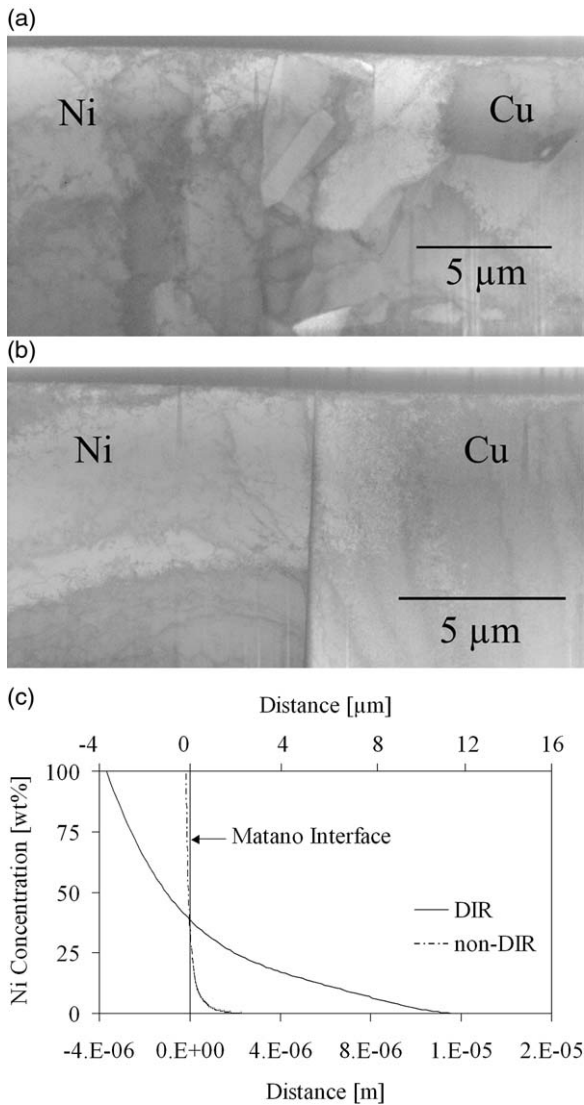 (a)
Ni
Cu
5 µm
(b)
Ni
Cu
5 µm
(c)
Distance [µm]
-4 0 4 8 12 16
100
75
50
25
0
Ni Concentration [wt%]
Matano Interface
DIR
non-DIR
-4.E-06 0.E+00 4.E-06 8.E-06 1.E-05 2.E-05
Distance [m]